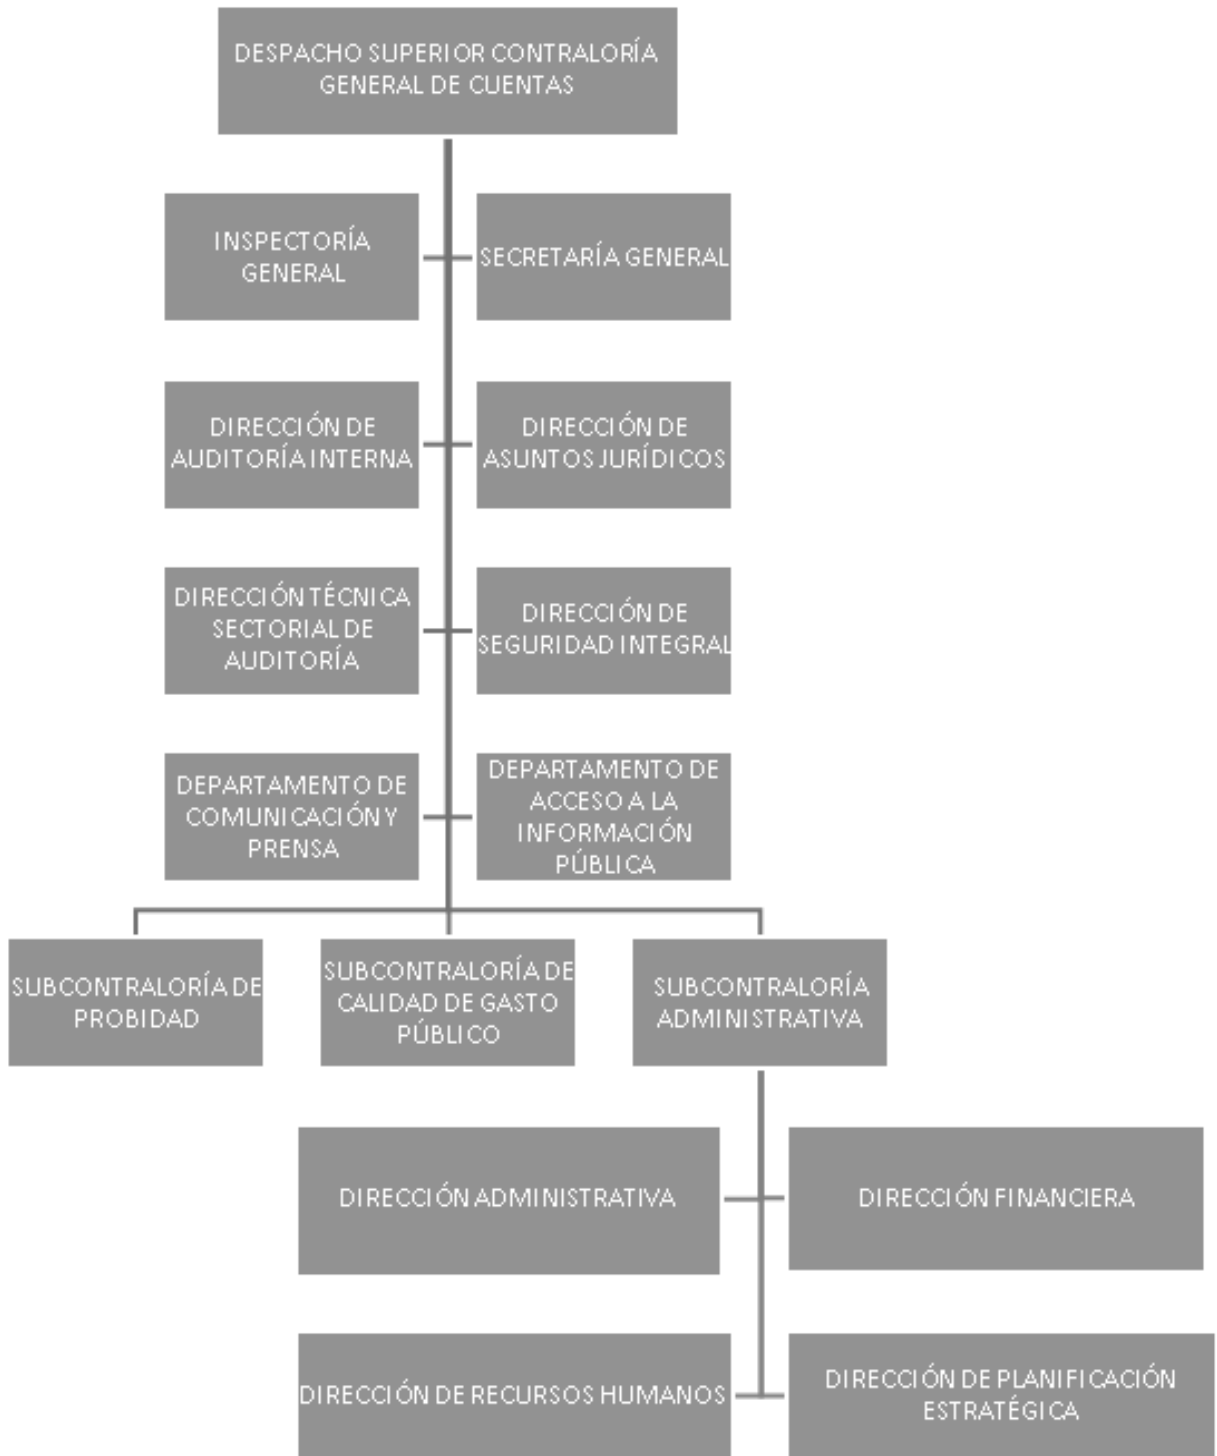 DESPACHO SUPERIOR CONTRALORÍA
GENERAL DE CUENTAS
INSPECTORÍA
GENERAL
SECRETARÍA GENERAL
DIRECCIÓN DE
AUDITORÍA INTERNA
DIRECCIÓN DE
ASUNTOS JURÍDICOS
DIRECCIÓN TÉCNICA
SECTORIAL DE
AUDITORÍA
DIRECCIÓN DE
SEGURIDAD INTEGRAL
DEPARTAMENTO DE
COMUNICACIÓN Y
PRENSA
DEPARTAMENTO DE
ACCESO A LA
INFORMACIÓN
PÚBLICA
SUBCONTRALORÍA DE
PROBIDAD
SUBCONTRALORÍA DE
CALIDAD DE GASTO
PÚBLICO
SUBCONTRALORÍA
ADMINISTRATIVA
DIRECCIÓN ADMINISTRATIVA
DIRECCIÓN FINANCIERA
DIRECCIÓN DE RECURSOS HUMANOS
DIRECCIÓN DE PLANIFICACIÓN
ESTRATÉGICA